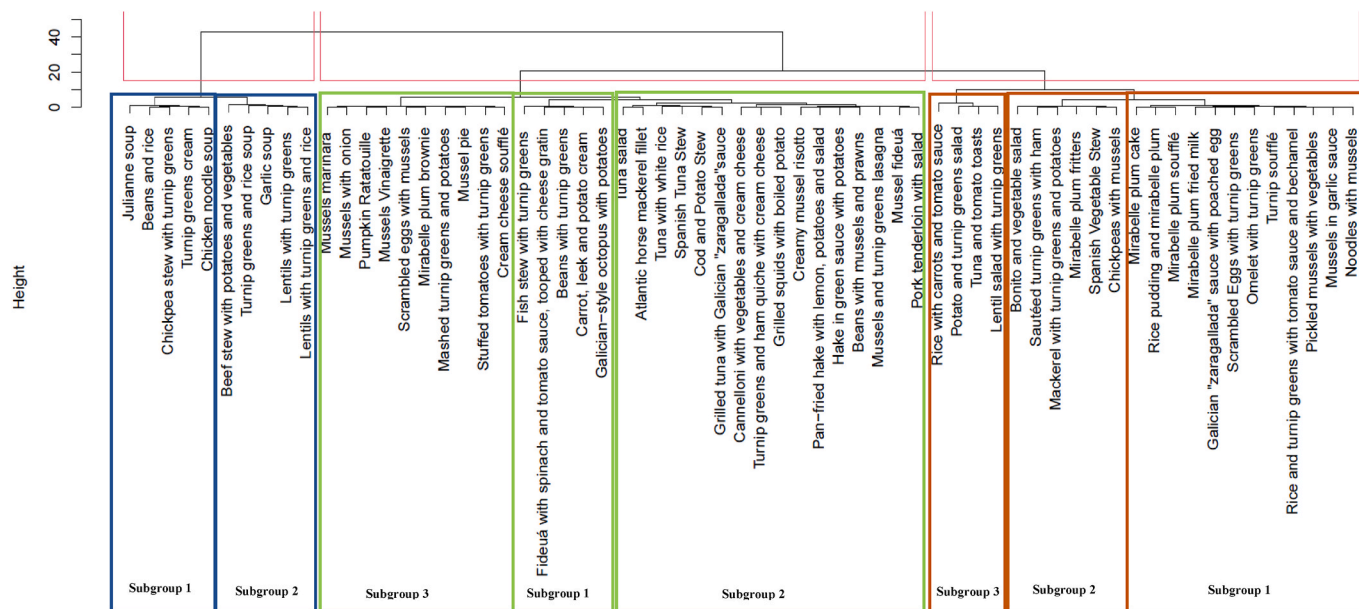 40
20
0
Height
Julianne soup
Beans and rice
Chickpea stew with turnip greens
Turnip greens cream
Chicken noodle soup
Beef stew with potatoes and vegetables
Turnip greens and rice soup
Garlic soup
Lentils with turnip greens
Lentils with turnip greens and rice
Mussels marinara
Mussels with onion
Pumpkin Ratatouille
Mussels Vinaigrette
Scrambled eggs with mussels
Mirabelle plum brownie
Mashed turnip greens and potatoes
Mussel pie
Stuffed tomatoes with turnip greens
Cream cheese soufflé
Fish stew with turnip greens
Fideuá with spinach and tomato sauce, tooped with cheese gratin
Beans with turnip greens
Carrot, leek and potato cream
Galician-style octopus with potatoes
Tuna salad
Atlantic horse mackerel fillet
Tuna with white rice
Spanish Tuna Stew
Cod and Potato Stew
Grilled tuna with Galician "zaragallada"sauce
Cannelloni with vegetables and cream cheese
Turnip greens and ham quiche with cream cheese
Grilled squids with boiled potato
Creamy mussel risotto
Pan-fried hake with lemon, potatoes and salad
Hake in green sauce with potatoes
Beans with mussels and prawns
Mussels and turnip greens lasagna
Mussel fideuá
Pork tenderloin with salad
Rice with carrots and tomato sauce
Potato and turnip greens salad
Tuna and tomato toasts
Lentil salad with turnip greens
Bonito and vegetable salad
Sautéed turnip greens with ham
Mackerel with turnip greens and potatoes
Mirabelle plum fritters
Spanish Vegetable Stew
Chickpeas with mussels
Mirabelle plum cake
Rice pudding and mirabelle plum
Mirabelle plum soufflé
Mirabelle plum fried milk
Galician "zaragallada" sauce with poached egg
Scrambled Eggs with turnip greens
Omelet with turnip greens
Turnip soufflé
Rice and turnip greens with tomato sauce and bechamel
Pickled mussels with vegetables
Mussels in garlic sauce
Noodles with mussels
Subgroup 1
Subgroup 2
Subgroup 3
Subgroup 1
Subgroup 2
Subgroup 3
Subgroup 2
Subgroup 1